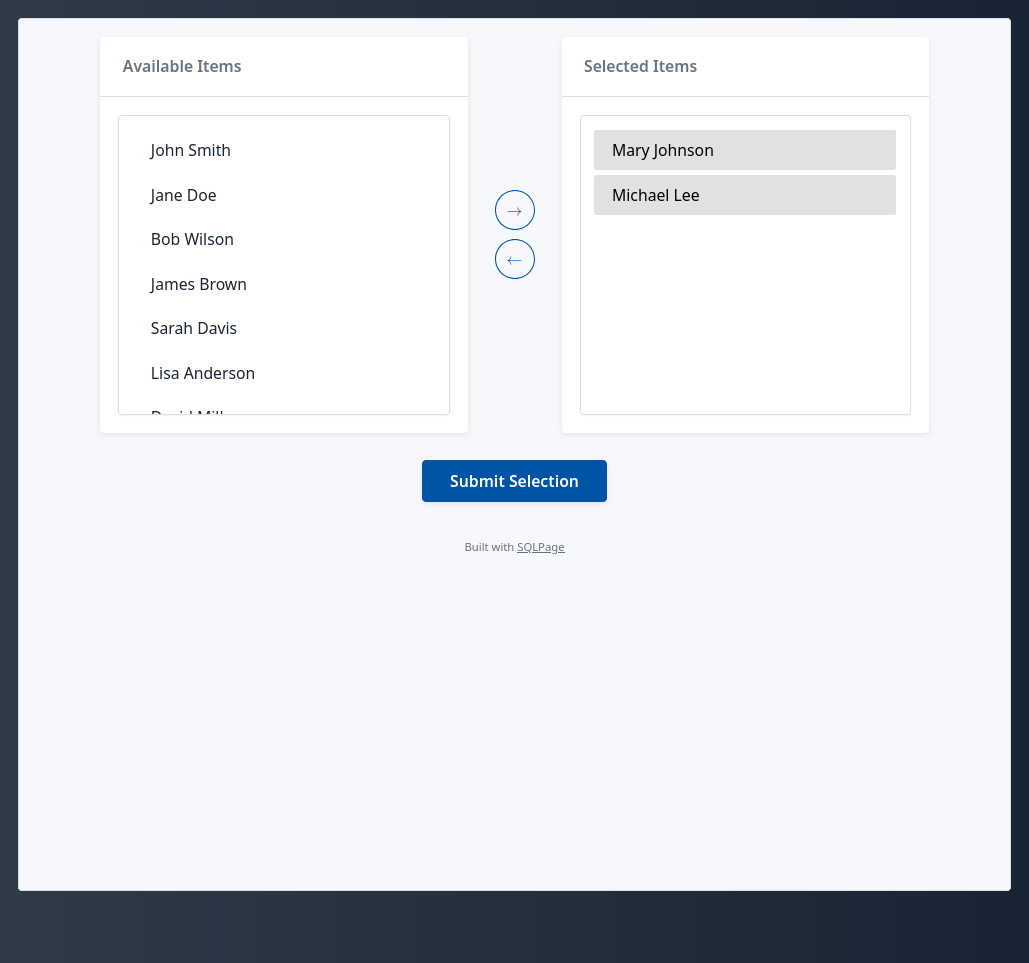 Available Items
John Smith
Jane Doe
Bob Wilson
James Brown
Sarah Davis
Lisa Anderson
Selected Items
Mary Johnson
Michael Lee
→
←
Submit Selection
Built with SQLPage